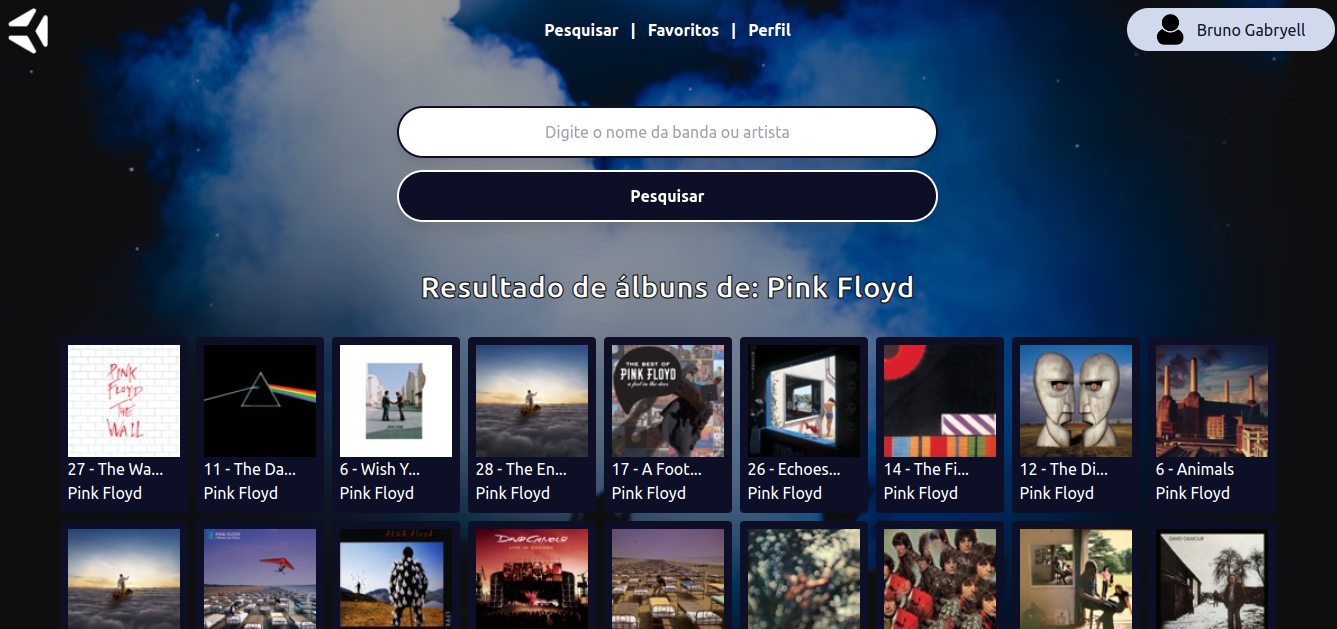 Pesquisar | Favoritos | Perfil
Bruno Gabryell
Digite o nome da banda ou artista
Pesquisar
Resultado de álbuns de: Pink Floyd
PINK
FLOYD
THE
WALL
THE BEST OF
PINK FLOYD
a foot in the door
27 - The Wa...
Pink Floyd
11 - The Da...
Pink Floyd
6 - Wish Y...
Pink Floyd
28 - The En...
Pink Floyd
17 - A Foot...
Pink Floyd
26 - Echoes...
Pink Floyd
14 - The Fi...
Pink Floyd
12 - The Di...
Pink Floyd
6 - Animals
Pink Floyd
PINK FLOYD
PINK Floyd
DAVID GILMOUR
LIVE IN GDANSK
DAVID GILMOUR